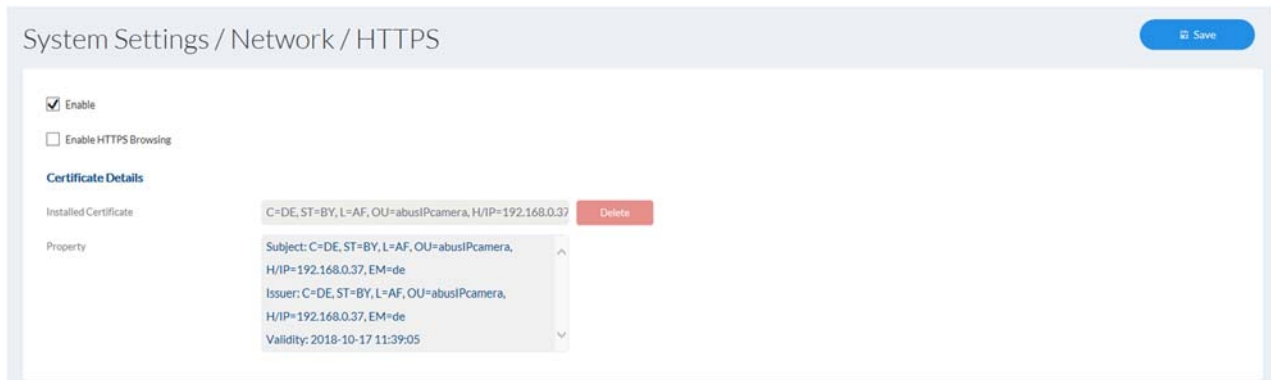 System Settings / Network / HTTPS
Save
Enable
Enable HTTPS Browsing
Certificate Details
Installed Certificate
C=DE, ST=BY, L=AF, OU=abusIPcamera, H/IP=192.168.0.37
Delete
Property
Subject: C=DE, ST=BY, L=AF, OU=abusIPcamera,
H/IP=192.168.0.37, EM=de
Issuer: C=DE, ST=BY, L=AF, OU=abusIPcamera,
H/IP=192.168.0.37, EM=de
Validity: 2018-10-17 11:39:05